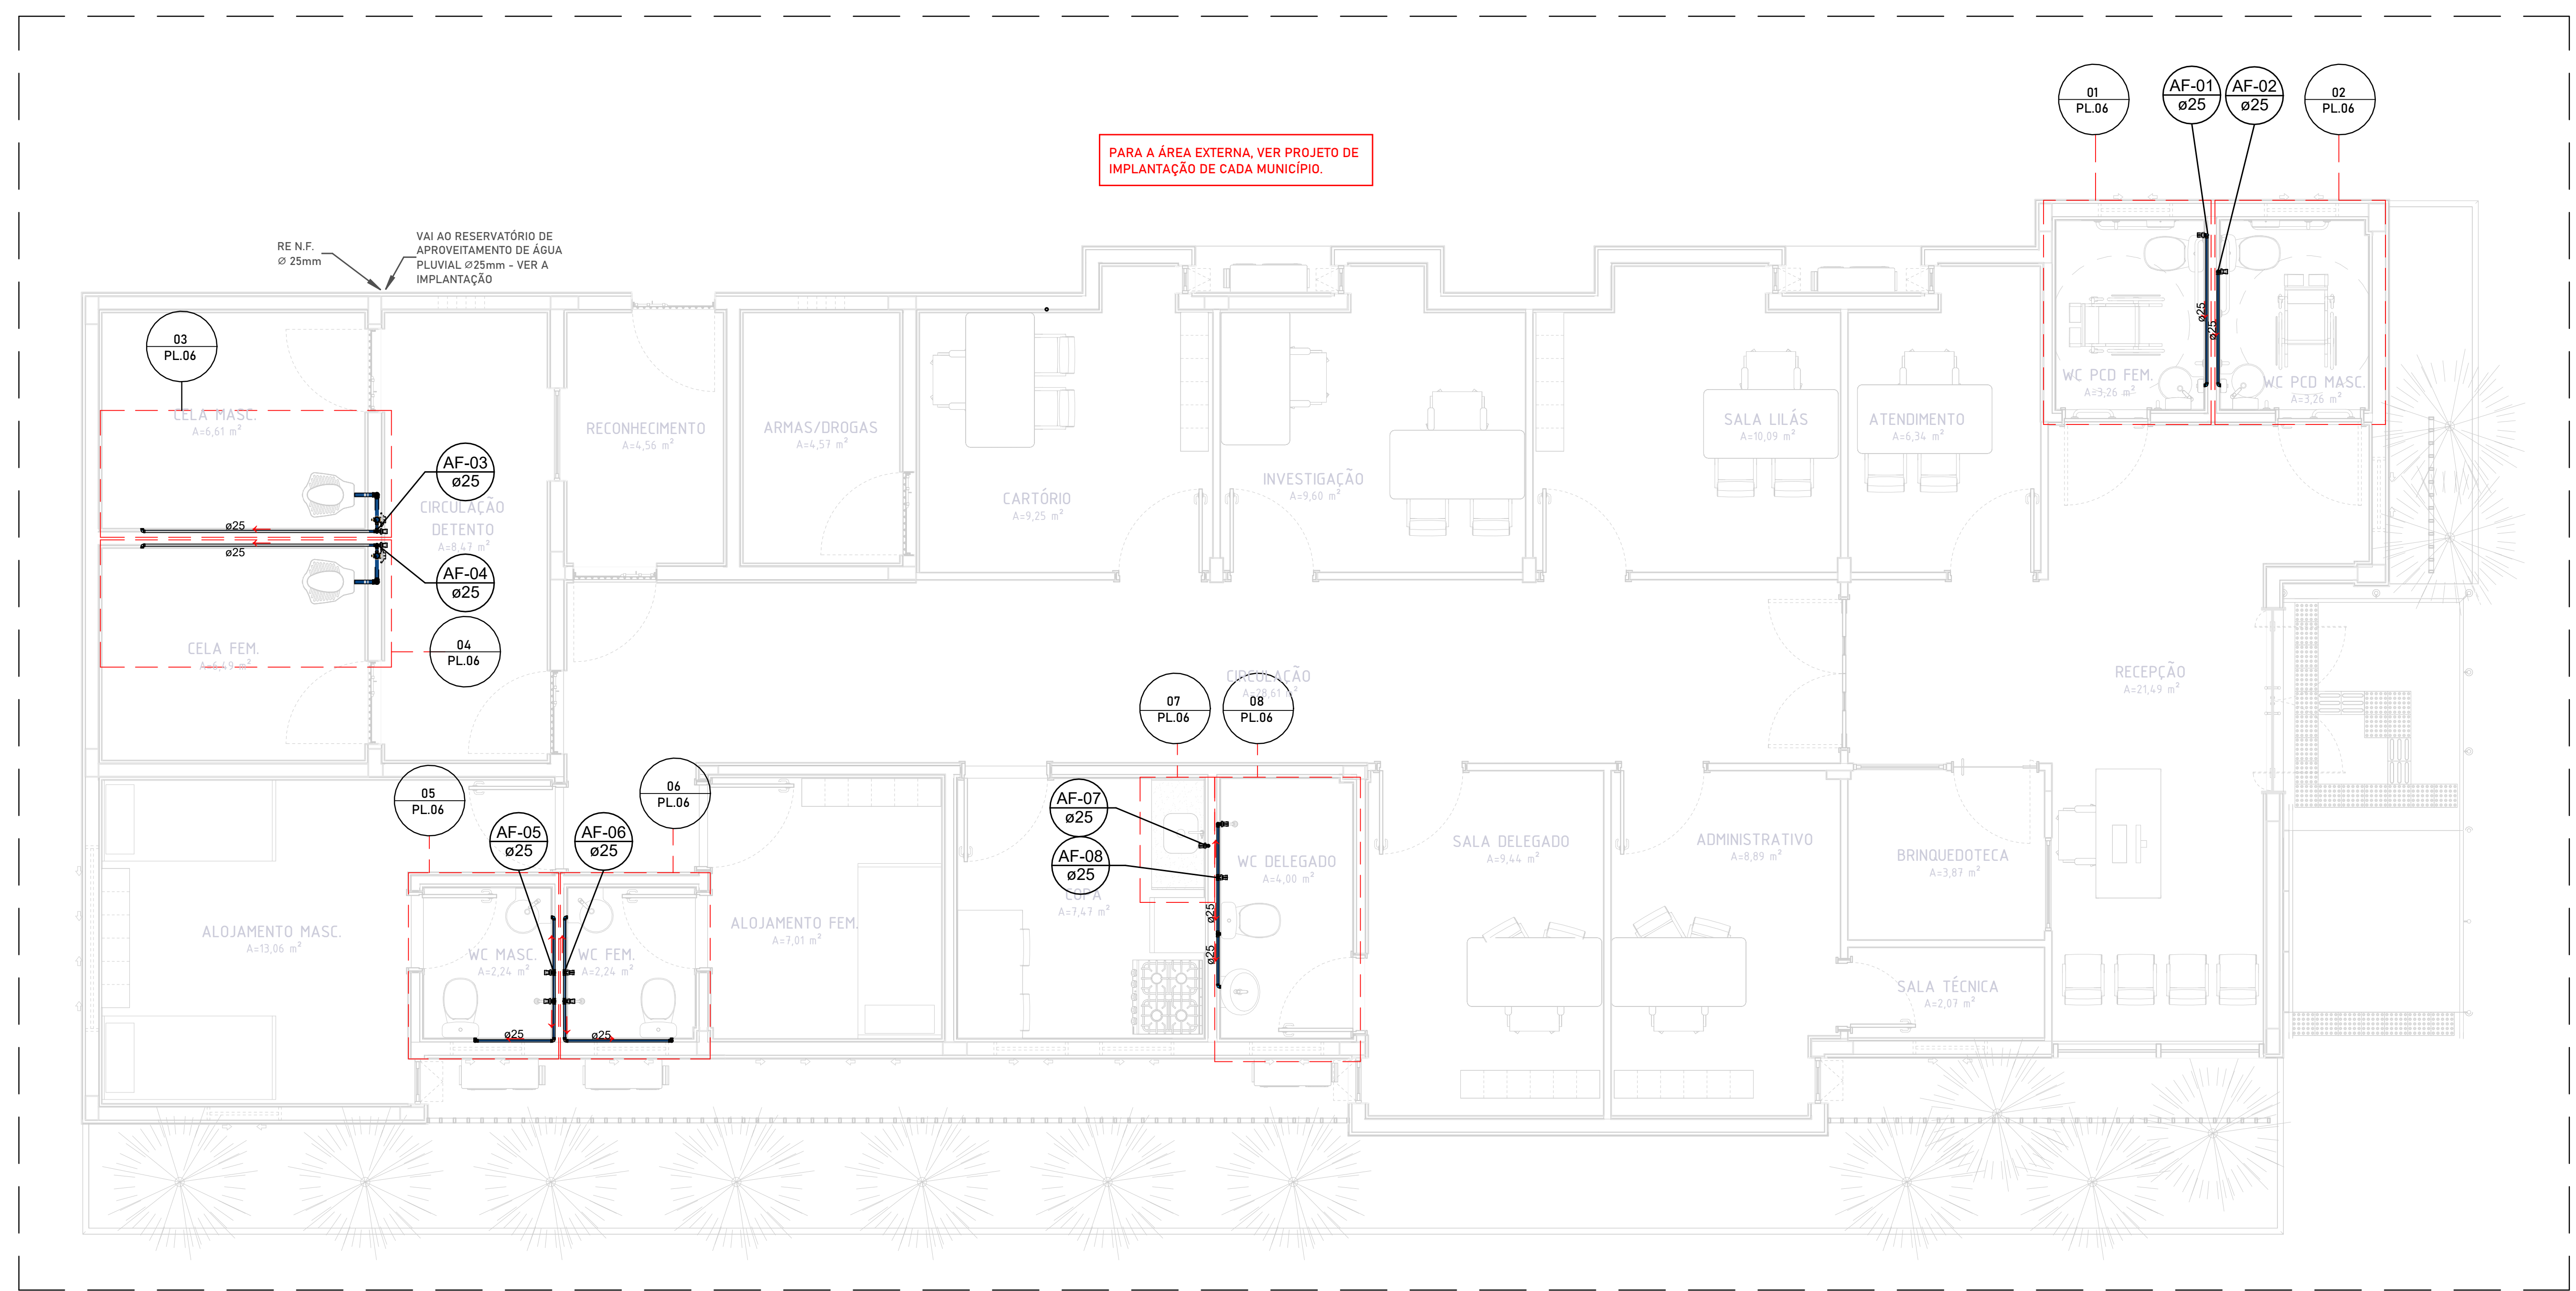 01
PL.06
AF-01
ø25
AF-02
ø25
02
PL.06
PARA A ÁREA EXTERNA, VER PROJETO DE
IMPLANTAÇÃO DE CADA MUNICÍPIO.
RE N.F.
Ø 25mm
VAI AO RESERVATÓRIO DE
APROVEITAMENTO DE ÁGUA
PLUVIAL Ø25mm - VER A
IMPLANTAÇÃO
ø25
ø25
03
PL.06
WC PCD FEM.
A=3,26 m²
WC PCD MASC.
A=3,26 m²
CELA MASC.
A=6,61 m²
RECONHECIMENTO
A=4,56 m²
ARMAS/DROGAS
A=4,57 m²
SALA LILÁS
A=10,09 m²
ATENDIMENTO
A=6,34 m²
AF-03
ø25
INVESTIGAÇÃO
A=9,60 m²
CARTÓRIO
A=9,25 m²
CIRCULAÇÃO
DETENTO
A=8,47 m²
ø25
ø25
AF-04
ø25
CELA FEM.
A=6,49 m²
04
PL.06
CIRCULAÇÃO
A=28,61 m²
RECEPÇÃO
A=21,49 m²
07
PL.06
08
PL.06
05
PL.06
06
PL.06
AF-07
ø25
AF-05
ø25
AF-06
ø25
AF-08
ø25
WC DELEGADO
A=4,00 m²
SALA DELEGADO
A=9,44 m²
ADMINISTRATIVO
A=8,89 m²
BRINQUEDOTECA
A=3,87 m²
COPA
A=7,47 m²
ø25
ø25
ALOJAMENTO MASC.
A=13,06 m²
WC MASC.
A=2,24 m²
WC FEM.
A=2,24 m²
ALOJAMENTO FEM.
A=7,01 m²
SALA TÉCNICA
A=2,07 m²
ø25
ø25